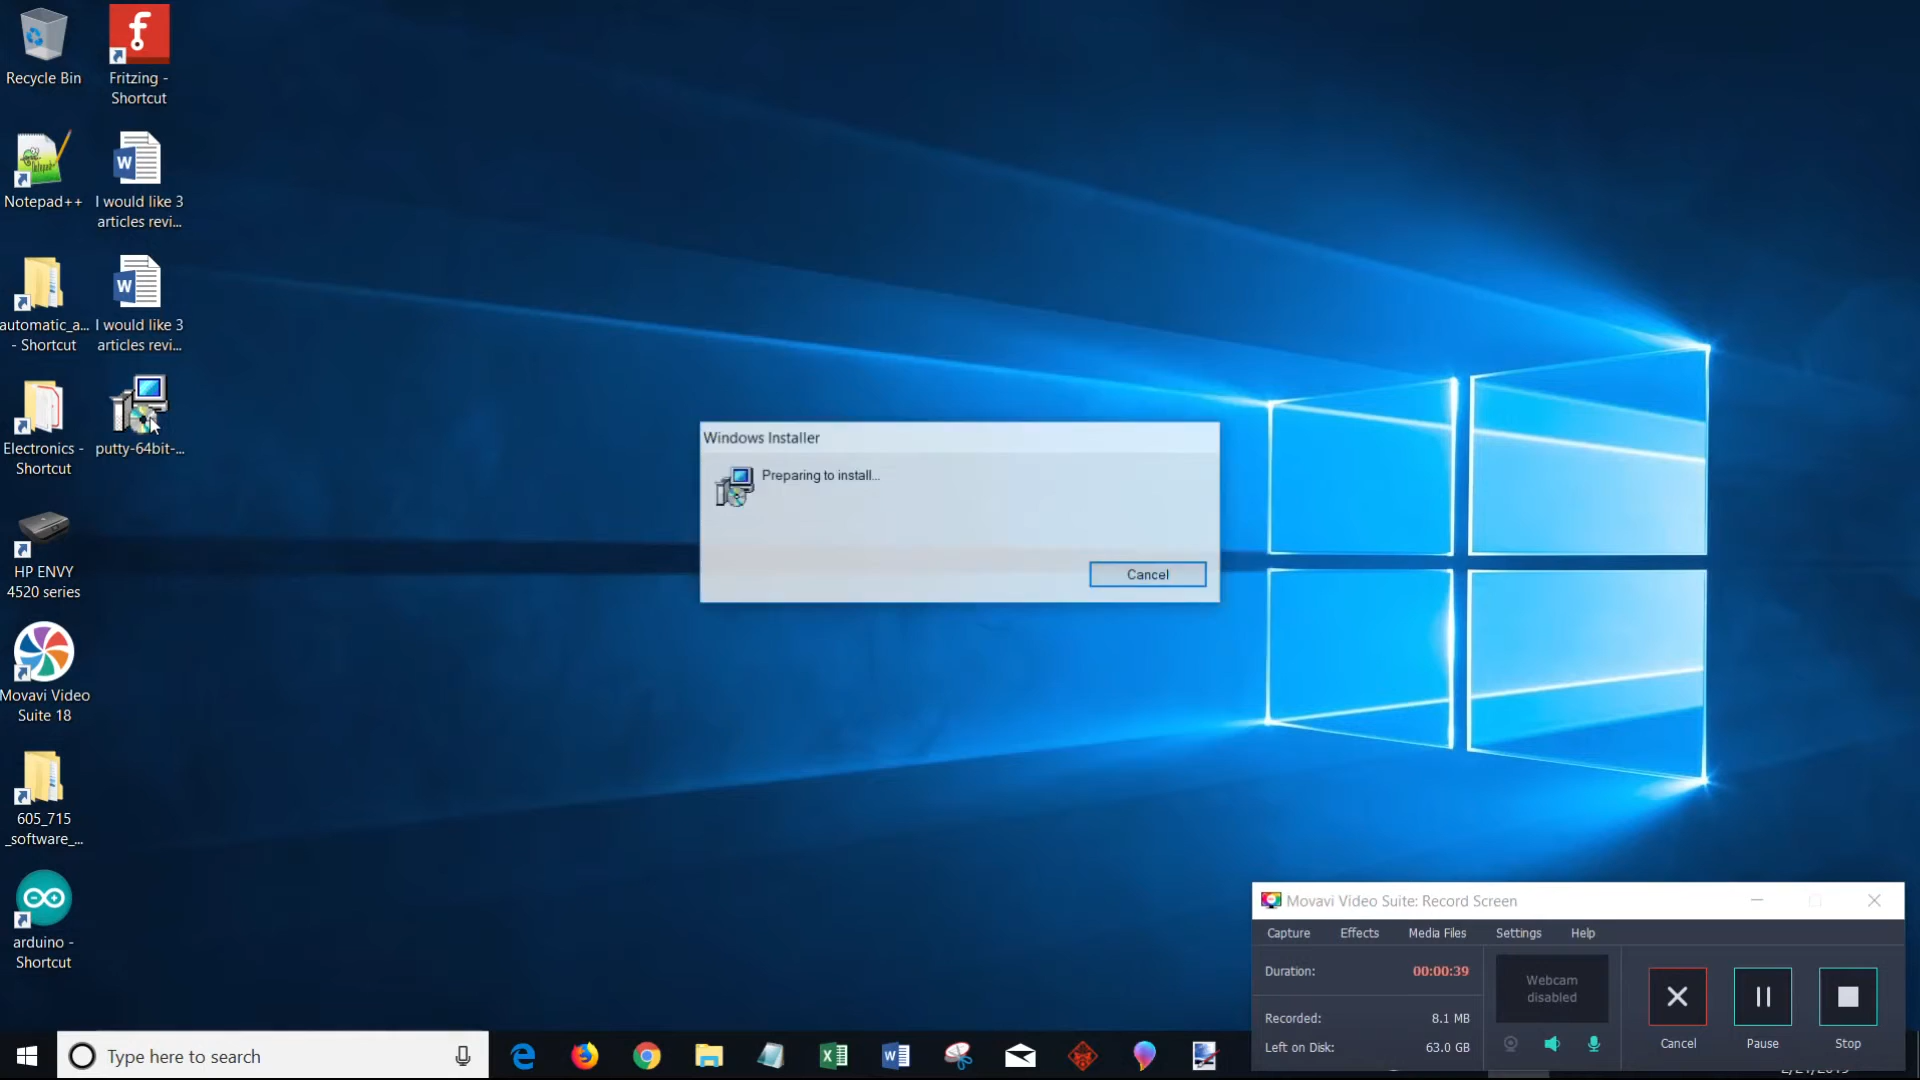 Recycle Bin
Fritzing -
Shortcut
Notepad++
I would like 3
articles revi...
automatic_a...
- Shortcut
I would like 3
articles revi...
Electronics -
Shortcut
putty-64bit-...
HP ENVY
4520 series
Movavi Video
Suite 18
605_715
_software_...
arduino -
Shortcut
Windows Installer
Preparing to install...
Cancel
Movavi Video Suite: Record Screen
Capture Effects Media Files Settings Help
Duration: 00:00:39
Webcam
disabled
Recorded: 8.1 MB
Left on Disk: 63.0 GB
Cancel Pause Stop
Type here to search